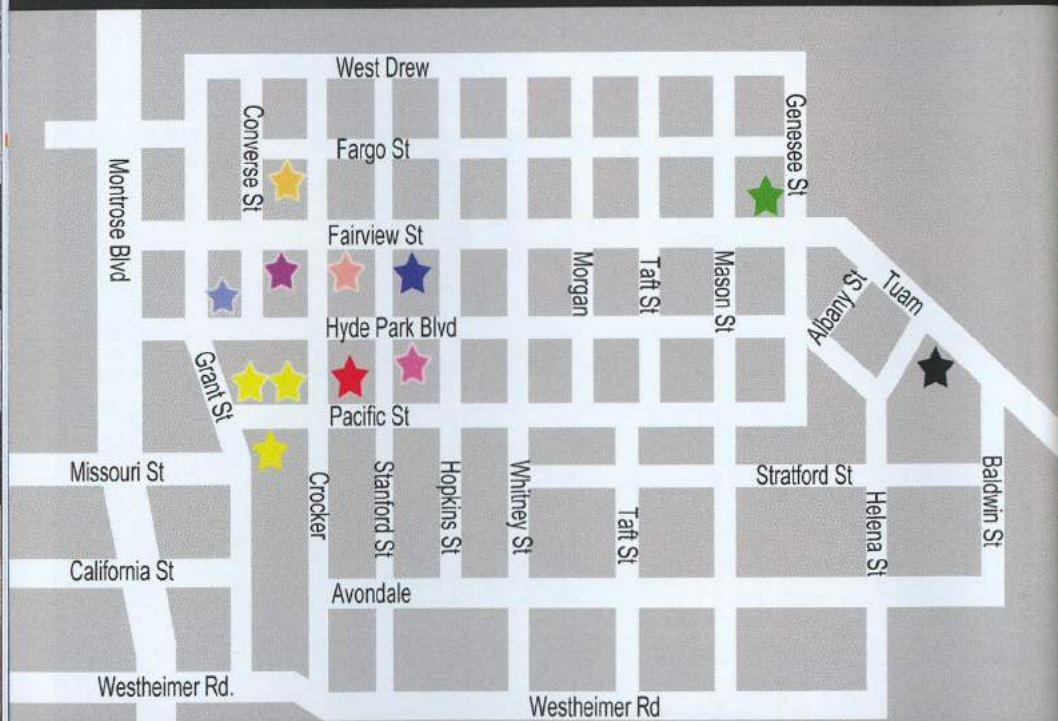 West Drew
Converse St
Fargo St
Genesee St
Montrose Blvd
Fairview St
Morgan
Taft St
Mason St
Albany St
Tuam
Hyde Park Blvd
Grant St
Pacific St
Missouri St
Crocker
Stanford St
Hopkins St
Whitney St
Stratford St
Taft St
Helena St
Baldwin St
California St
Avondale
Westheimer Rd.
Westheimer Rd